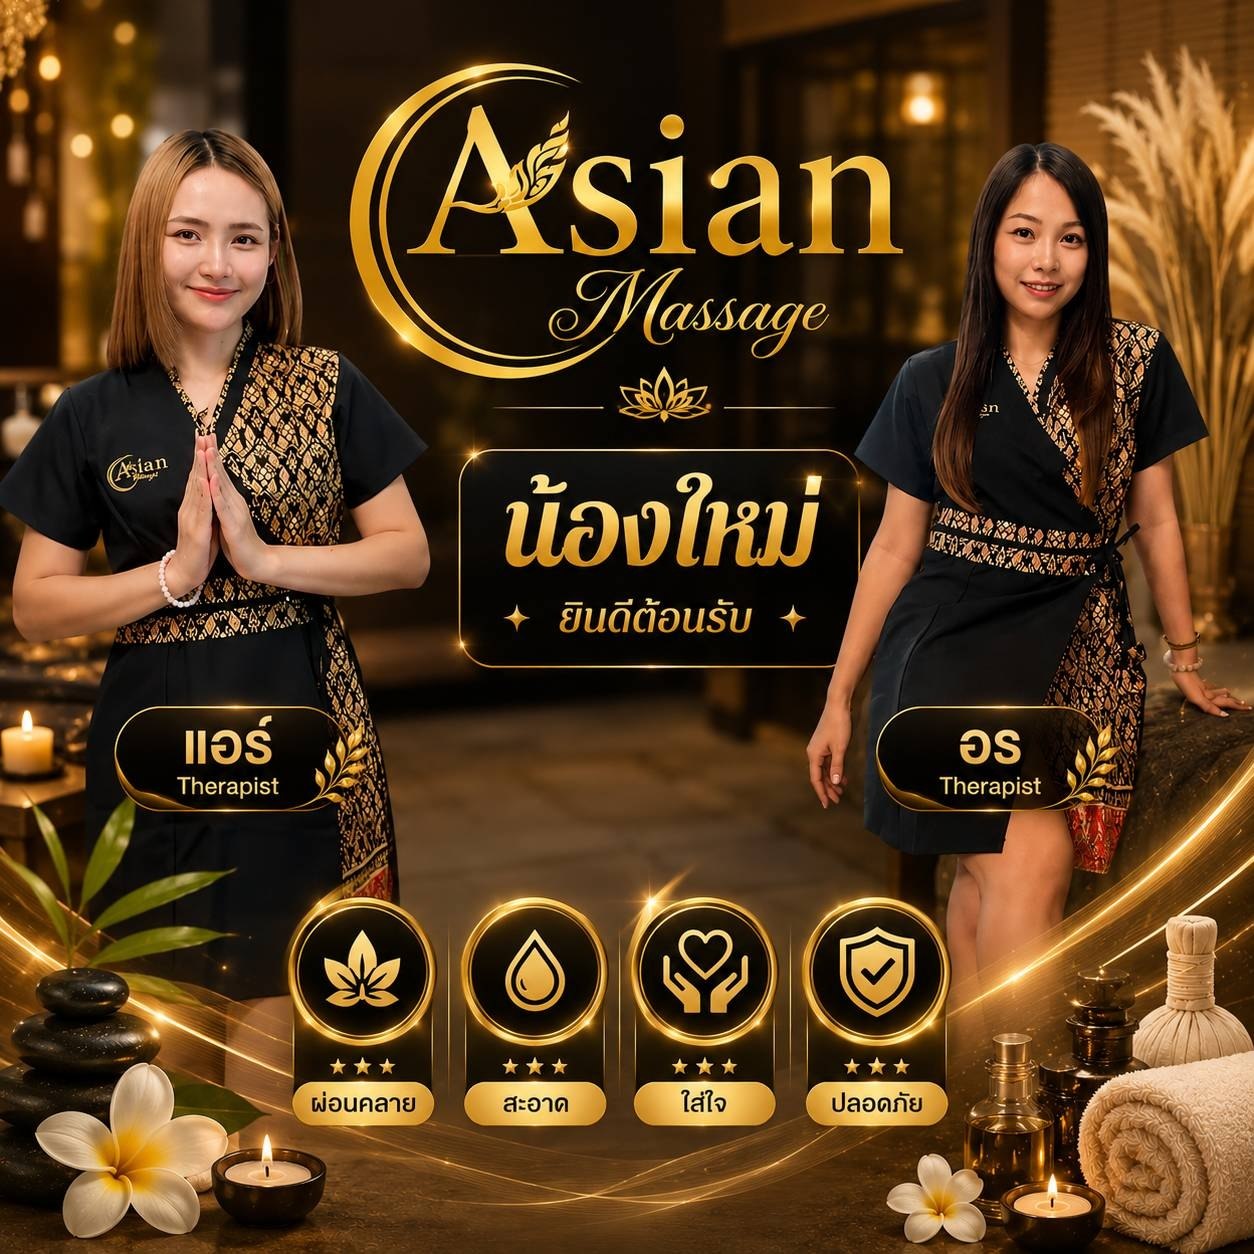 Asian
Massage
น้องใหม่
ยินดีต้อนรับ
Asian
แอร์
Therapist
อร
Therapist
ผ่อนคลาย
สะอาด
ใส่ใจ
ปลอดภัย